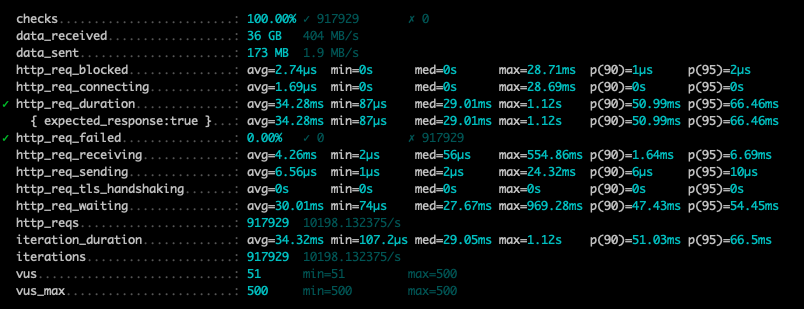 checks.........................: 100.00% ✓ 917929 ✗ 0
data_received..................: 36 GB 404 MB/s
data_sent......................: 173 MB 1.9 MB/s
http_req_blocked...............: avg=2.74µs min=0s med=0s max=28.71ms p(90)=1µs p(95)=2µs
http_req_connecting............: avg=1.69µs min=0s med=0s max=28.69ms p(90)=0s p(95)=0s
✓ http_req_duration..............: avg=34.28ms min=87µs med=29.01ms max=1.12s p(90)=50.99ms p(95)=66.46ms
{ expected_response:true }...: avg=34.28ms min=87µs med=29.01ms max=1.12s p(90)=50.99ms p(95)=66.46ms
✓ http_req_failed................: 0.00% ✓ 0 ✗ 917929
http_req_receiving.............: avg=4.26ms min=2µs med=56µs max=554.86ms p(90)=1.64ms p(95)=6.69ms
http_req_sending...............: avg=6.56µs min=1µs med=2µs max=24.32ms p(90)=6µs p(95)=10µs
http_req_tls_handshaking.......: avg=0s min=0s med=0s max=0s p(90)=0s p(95)=0s
http_req_waiting...............: avg=30.01ms min=74µs med=27.67ms max=969.28ms p(90)=47.43ms p(95)=54.45ms
http_reqs......................: 917929 10198.132375/s
iteration_duration.............: avg=34.32ms min=107.2µs med=29.05ms max=1.12s p(90)=51.03ms p(95)=66.5ms
iterations.....................: 917929 10198.132375/s
vus............................: 51 min=51 max=500
vus_max........................: 500 min=500 max=500